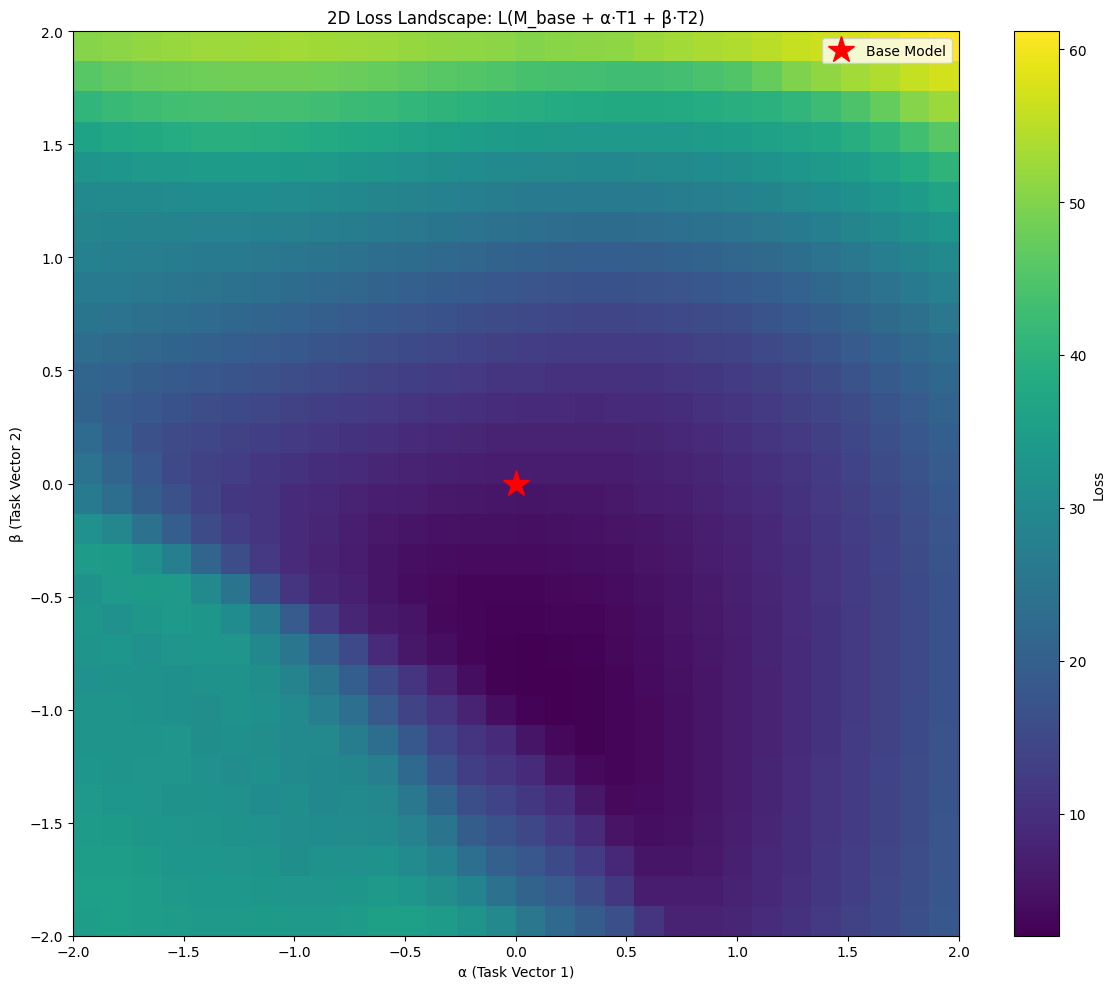 2D Loss Landscape: L(M_base + α·T1 + β·T2)
Base Model
2.0
1.5
1.0
0.5
0.0
−0.5
−1.0
−1.5
−2.0
β (Task Vector 2)
−2.0 −1.5 −1.0 −0.5 0.0 0.5 1.0 1.5 2.0
α (Task Vector 1)
60
50
40
30
20
10
Loss